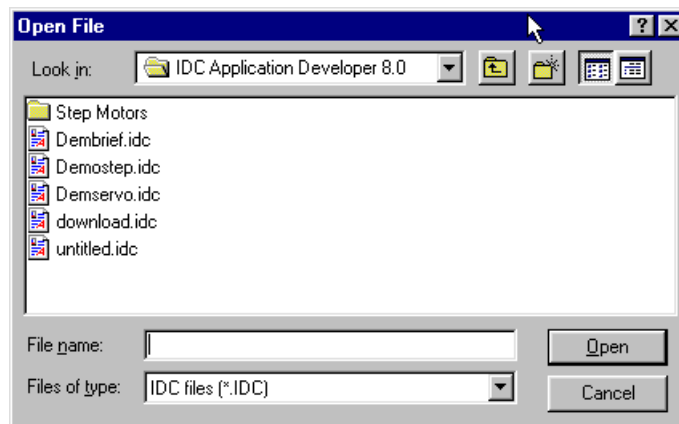 Open File
Look in: IDC Application Developer 8.0
Step Motors
Dembrief.idc
Demostep.idc
Demservo.idc
download.idc
untitled.idc
File name: Open
Files of type: IDC files (*.IDC) Cancel